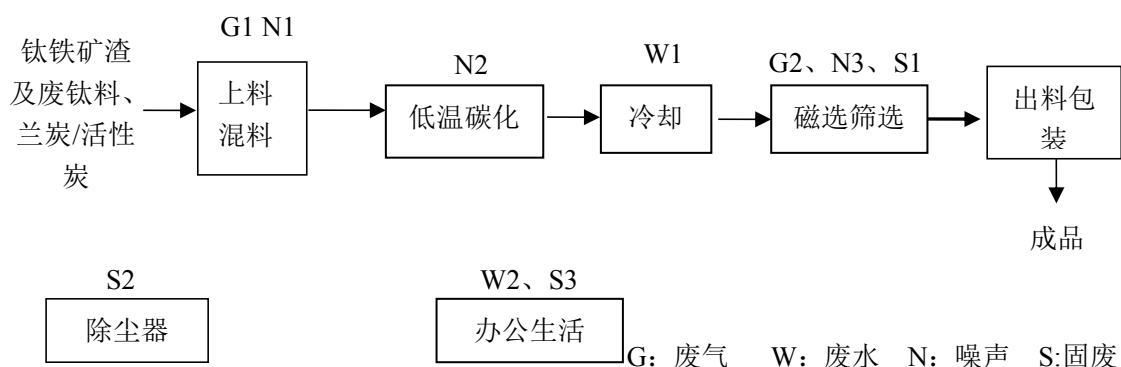 G1 N1
钛铁矿渣
及废钛料、
兰炭/活性
炭
上料
混料
N2
低温碳化
W1
冷却
G2、N3、S1
磁选筛选
出料包
装
成品
S2
除尘器
W2、S3
办公生活
G：废气 W：废水 N：噪声 S:固废